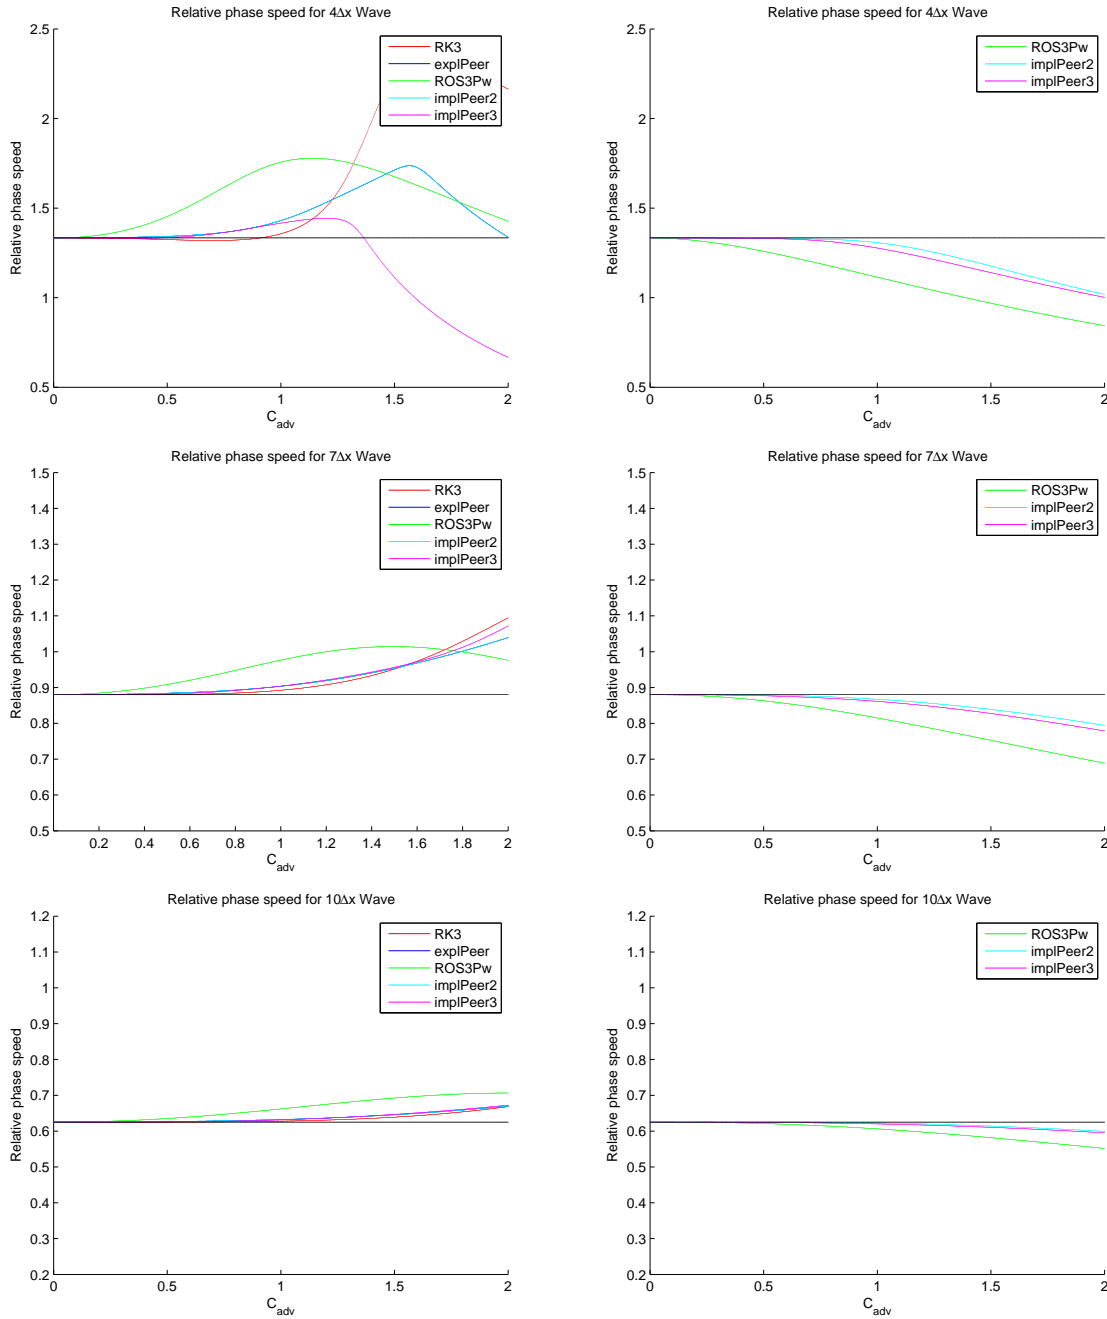 Relative phase speed for 4Δx Wave
2.5
2
1.5
1
0.5
Relative phase speed
0 0.5 1 1.5 2
C_adv
RK3
explPeer
ROS3Pw
implPeer2
implPeer3
Relative phase speed for 4Δx Wave
2.5
2
1.5
1
0.5
Relative phase speed
0 0.5 1 1.5 2
C_adv
ROS3Pw
implPeer2
implPeer3
Relative phase speed for 7Δx Wave
1.5
1.4
1.3
1.2
1.1
1
0.9
0.8
0.7
0.6
0.5
Relative phase speed
0.2 0.4 0.6 0.8 1 1.2 1.4 1.6 1.8 2
C_adv
RK3
explPeer
ROS3Pw
implPeer2
implPeer3
Relative phase speed for 7Δx Wave
1.5
1.4
1.3
1.2
1.1
1
0.9
0.8
0.7
0.6
0.5
Relative phase speed
0 0.5 1 1.5 2
C_adv
ROS3Pw
implPeer2
implPeer3
Relative phase speed for 10Δx Wave
1.2
1.1
1
0.9
0.8
0.7
0.6
0.5
0.4
0.3
0.2
Relative phase speed
0 0.5 1 1.5 2
C_adv
RK3
explPeer
ROS3Pw
implPeer2
implPeer3
Relative phase speed for 10Δx Wave
1.2
1.1
1
0.9
0.8
0.7
0.6
0.5
0.4
0.3
0.2
Relative phase speed
0 0.5 1 1.5 2
C_adv
ROS3Pw
implPeer2
implPeer3